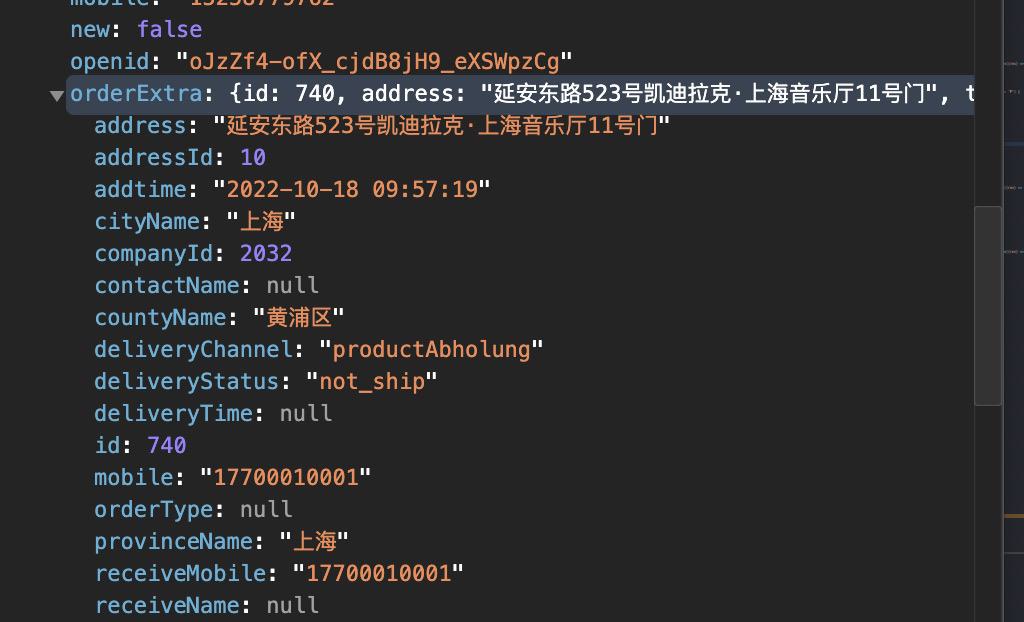 new: false
openid: "oJzZf4-ofX_cjdB8jH9_eXSWpzCg"
orderExtra: {id: 740, address: "延安东路523号凯迪拉克·上海音乐厅11号门", t
address: "延安东路523号凯迪拉克·上海音乐厅11号门"
addressId: 10
addtime: "2022-10-18 09:57:19"
cityName: "上海"
companyId: 2032
contactName: null
countyName: "黄浦区"
deliveryChannel: "productAbholung"
deliveryStatus: "not_ship"
deliveryTime: null
id: 740
mobile: "17700010001"
orderType: null
provinceName: "上海"
receiveMobile: "17700010001"
receiveName: null